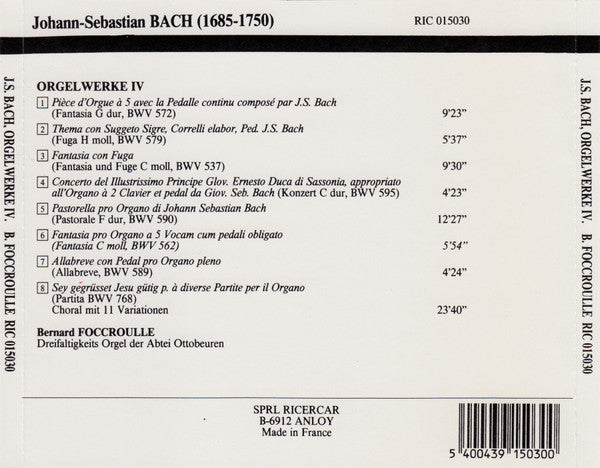 Johann-Sebastian BACH (1685-1750) RIC 015030
ORGELWERKE IV
1 Pièce d'Orgue à 5 avec la Pedalle continu composé par J.S. Bach
(Fantasia G dur, BWV 572) 9'23”
2 Thema con Suggeto Sigre, Correlli elabor, Ped. J.S. Bach
(Fuga H moll, BWV 579) 5'37”
3 Fantasia con Fuga
(Fantasia und Fuge C moll, BWV 537) 9'30”
4 Concerto del Illustrissimo Principe Glov. Ernesto Duca di Sassonia, appropriato
all'Organo à 2 Clavier et pedal da Giov. Seb. Bach (Konzert C dur, BWV 595) 4'23”
5 Pastorella pro Organo di Johann Sebastian Bach
(Pastorale F dur, BWV 590) 12'27”
6 Fantasia pro Organo a 5 Vocam cum pedali obligato
(Fantasia C moll, BWV 562) 5'54”
7 Allabreve con Pedal pro Organo pleno
(Allabreve, BWV 589) 4'24”
8 Sey gégrüsset Jesu gütig p. à diverse Partite per il Organo
(Partita BWV 768)
Choral mit 11 Variationen 23'40”
Bernard FOCCROULLE
Dreifaltigkeits Orgel der Abtei Ottobeuren
SPRL RICERCAR
B-6912 ANLOY
Made in France
5 400439 150300
J.S. BACH, ORGELWERKE IV. B. FOCCROULLE RIC 015030
J.S. BACH, ORGELWERKE IV. B. FOCCROULLE RIC 015030